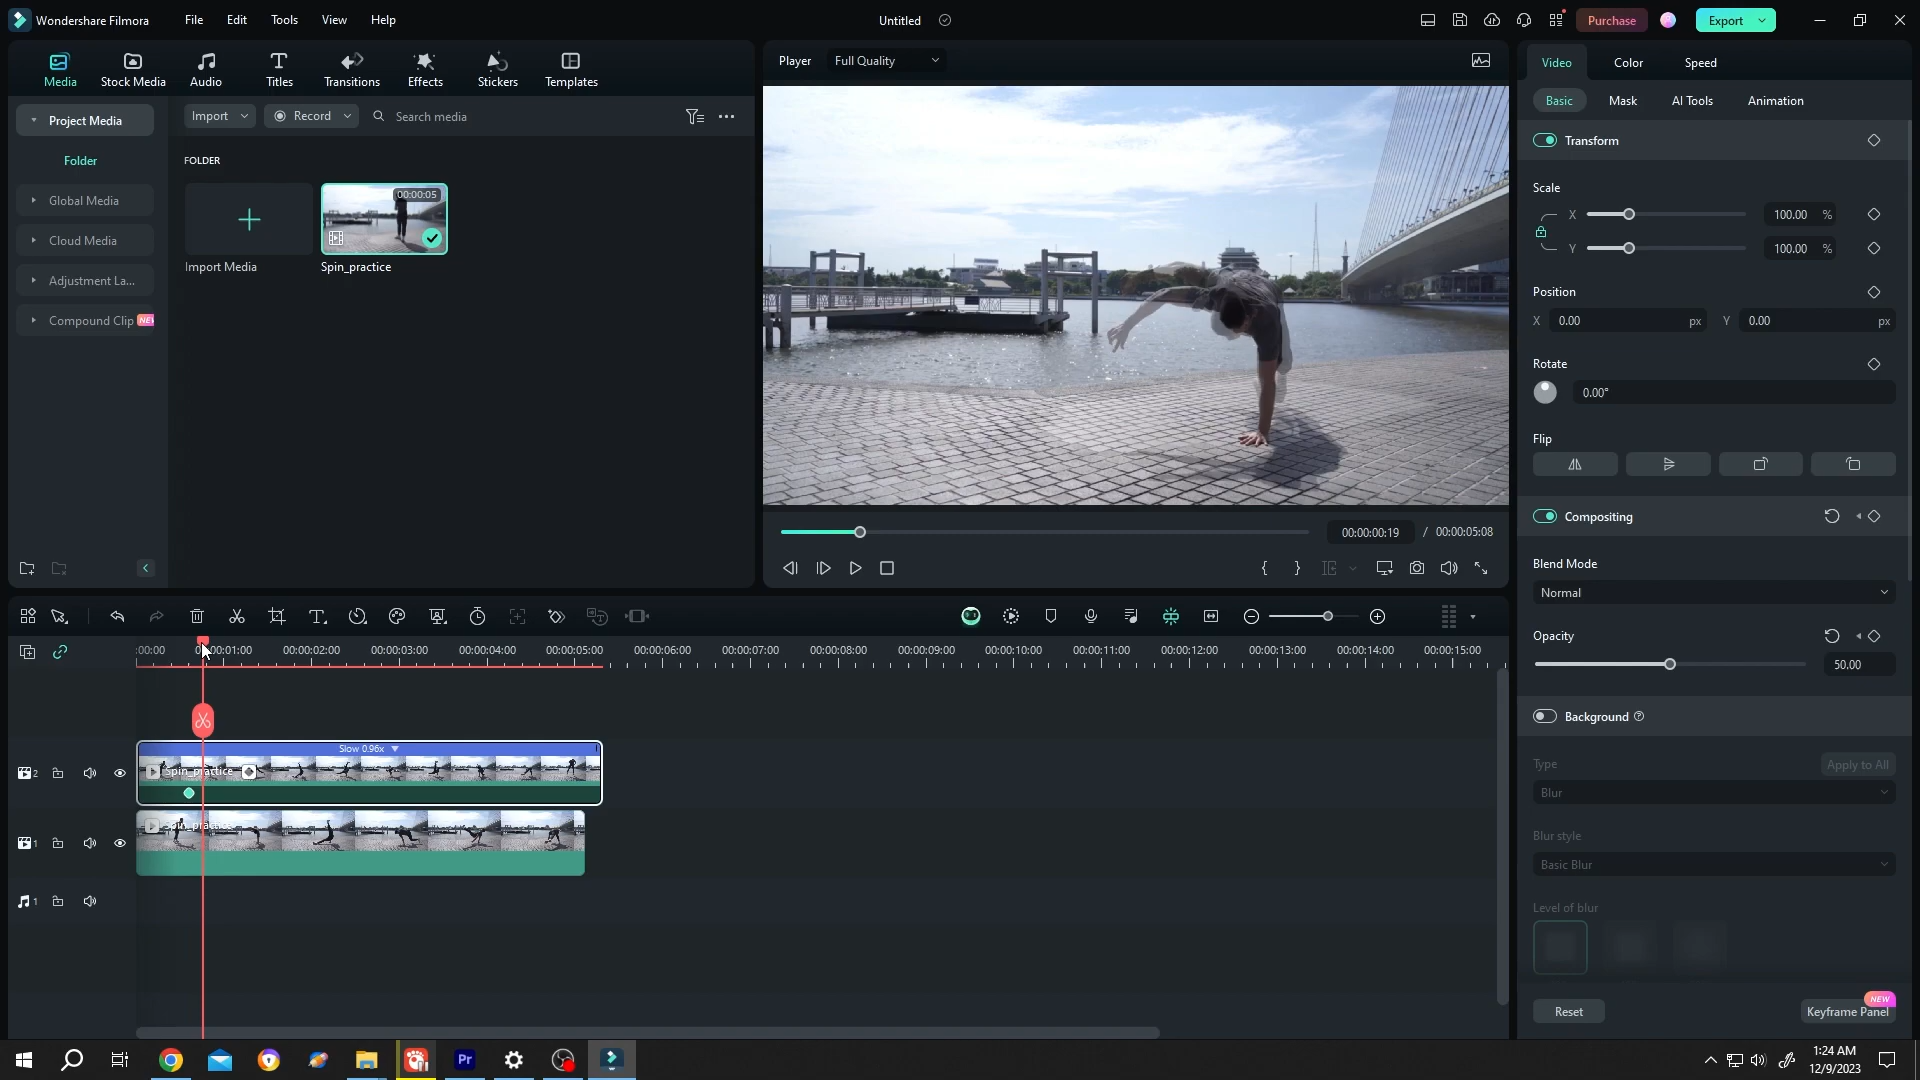 Wondershare Filmora
File
Edit
Tools
View
Help
Untitled
Purchase
Export
Media
Stock Media
Audio
Titles
Transitions
Effects
Stickers
Templates
Project Media
Folder
Global Media
Cloud Media
Adjustment La...
Compound Clip
Import
Record
Search media
FOLDER
00:00:05
Import Media
Spin_practice
Player
Full Quality
00:00:00:19 / 00:00:05:08
Video
Color
Speed
Basic
Mask
AI Tools
Animation
Transform
Scale
X
100.00
%
Y
100.00
%
Position
X
0.00
px
Y
0.00
px
Rotate
0.00°
Flip
Compositing
Blend Mode
Normal
Opacity
50.00
Background
Type
Apply to All
Blur
Blur style
Basic Blur
Level of blur
Reset
NEW
Keyframe Panel
:00:00
00:00:02:00
00:00:03:00
00:00:04:00
00:00:05:00
00:00:06:00
00:00:07:00
00:00:08:00
00:00:09:00
00:00:10:00
00:00:11:00
00:00:12:00
00:00:13:00
00:00:14:00
00:00:15:00
Slow 0.96x
2
Spin_practice
1
Spin_practice
1
Pr
1:24 AM
12/9/2023